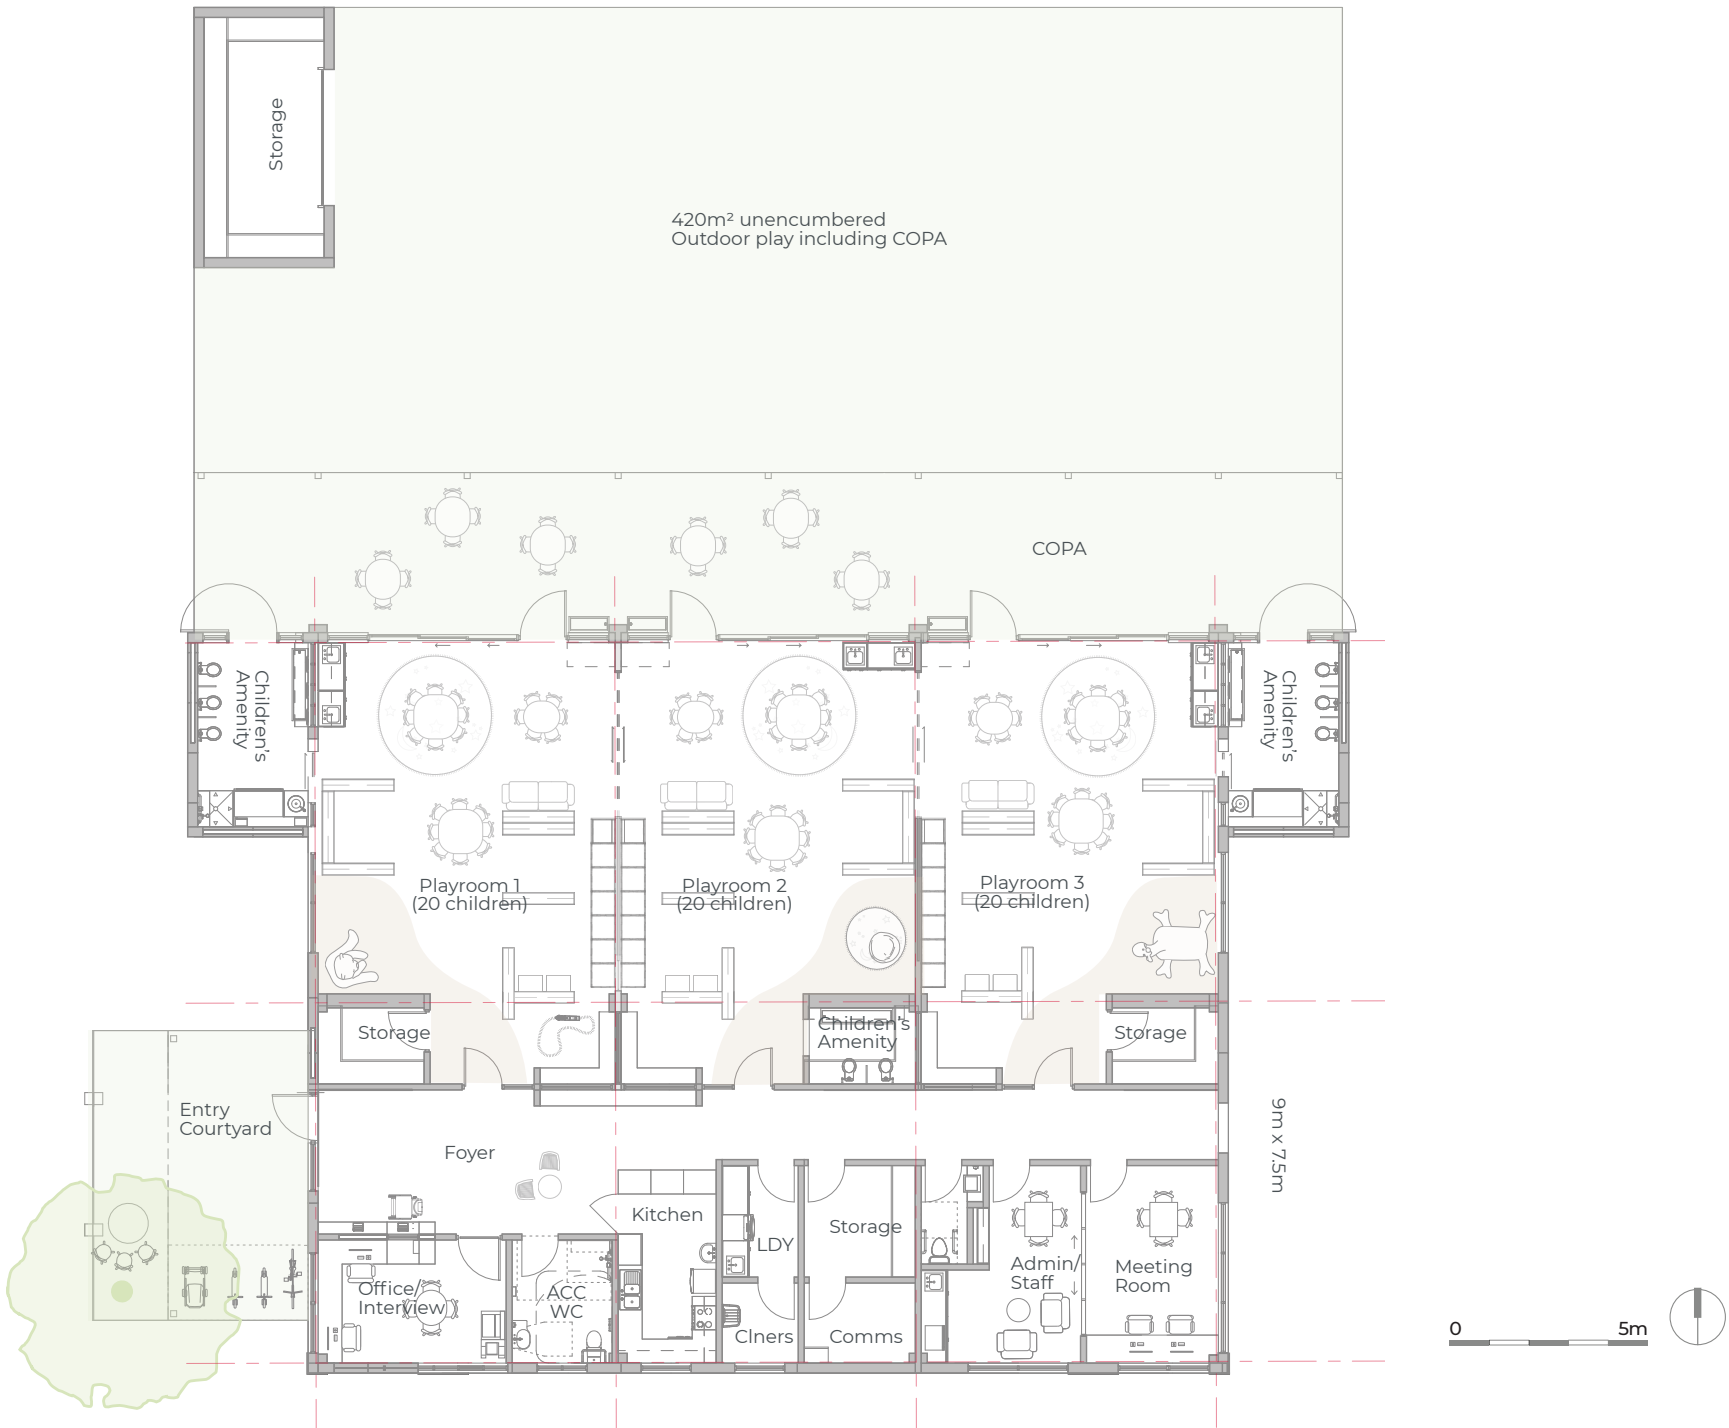 Storage
420m² unencumbered
Outdoor play including COPA
COPA
Children's
Amenity
Children's
Amenity
Playroom 1
(20 children)
Playroom 2
(20 children)
Playroom 3
(20 children)
Storage
Children's
Amenity
Storage
Entry
Courtyard
Foyer
9m x 7.5m
Kitchen
LDY
Storage
Admin/
Staff
Meeting
Room
Office/
Interview
ACC
WC
Clners
Comms
0 5m